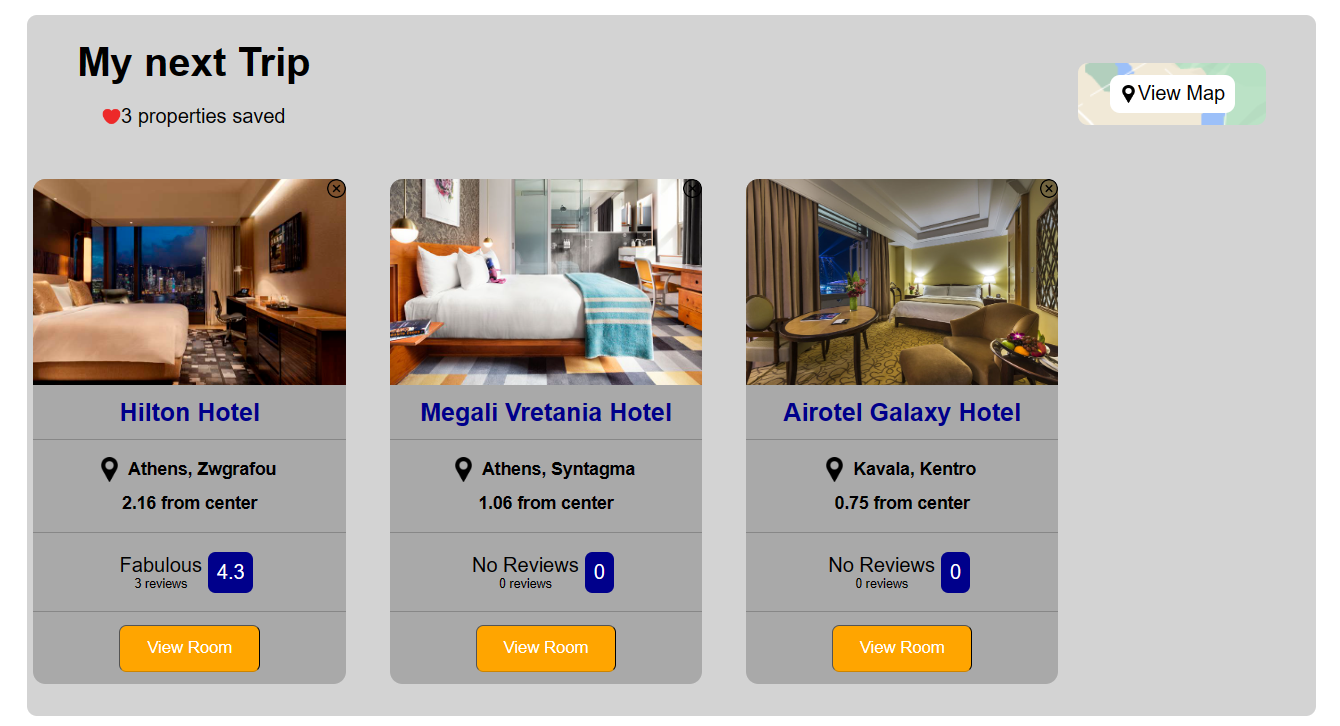 My next Trip
3 properties saved
View Map
Hilton Hotel
Athens, Zwgrafou
2.16 from center
Fabulous
3 reviews
4.3
View Room
Megali Vretania Hotel
Athens, Syntagma
1.06 from center
No Reviews
0 reviews
0
View Room
Airotel Galaxy Hotel
Kavala, Kentro
0.75 from center
No Reviews
0 reviews
0
View Room